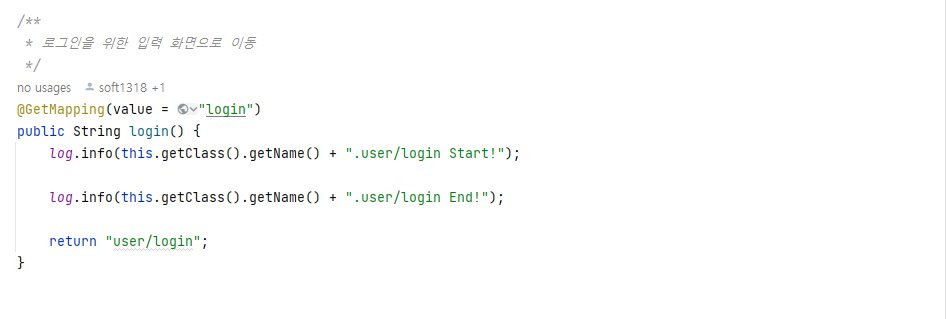 /**
* 로그인을 위한 입력 화면으로 이동
*/
no usages soft1318 +1
@GetMapping(value = "login")
public String login() {
log.info(this.getClass().getName() + ".user/login Start!");
log.info(this.getClass().getName() + ".user/login End!");
return "user/login";
}